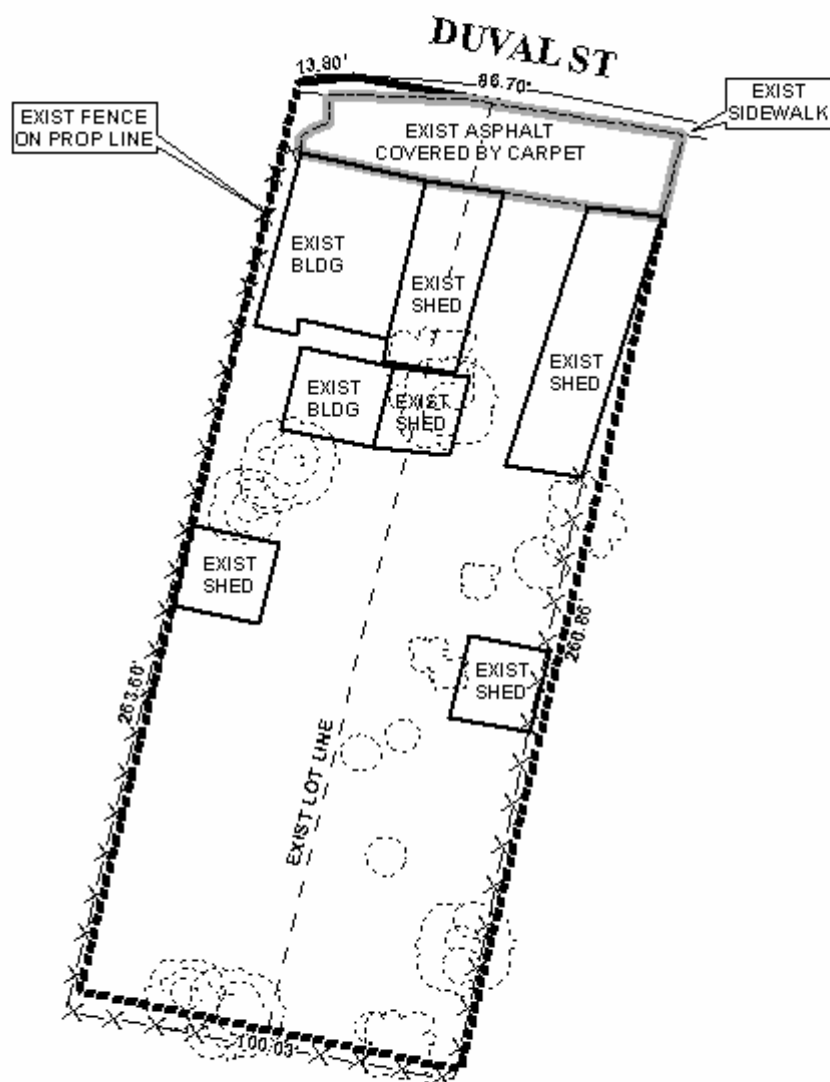 DUVAL ST
13.80'
86.70'
EXIST
SIDEWALK
EXIST FENCE
ON PROP LINE
EXIST ASPHALT
COVERED BY CARPET
EXIST
BLDG
EXIST
SHED
EXIST
SHED
EXIST
BLDG
EXIST
SHED
EXIST
SHED
EXIST
SHED
263.60'
260.86'
EXIST LOT LINE
100.03'